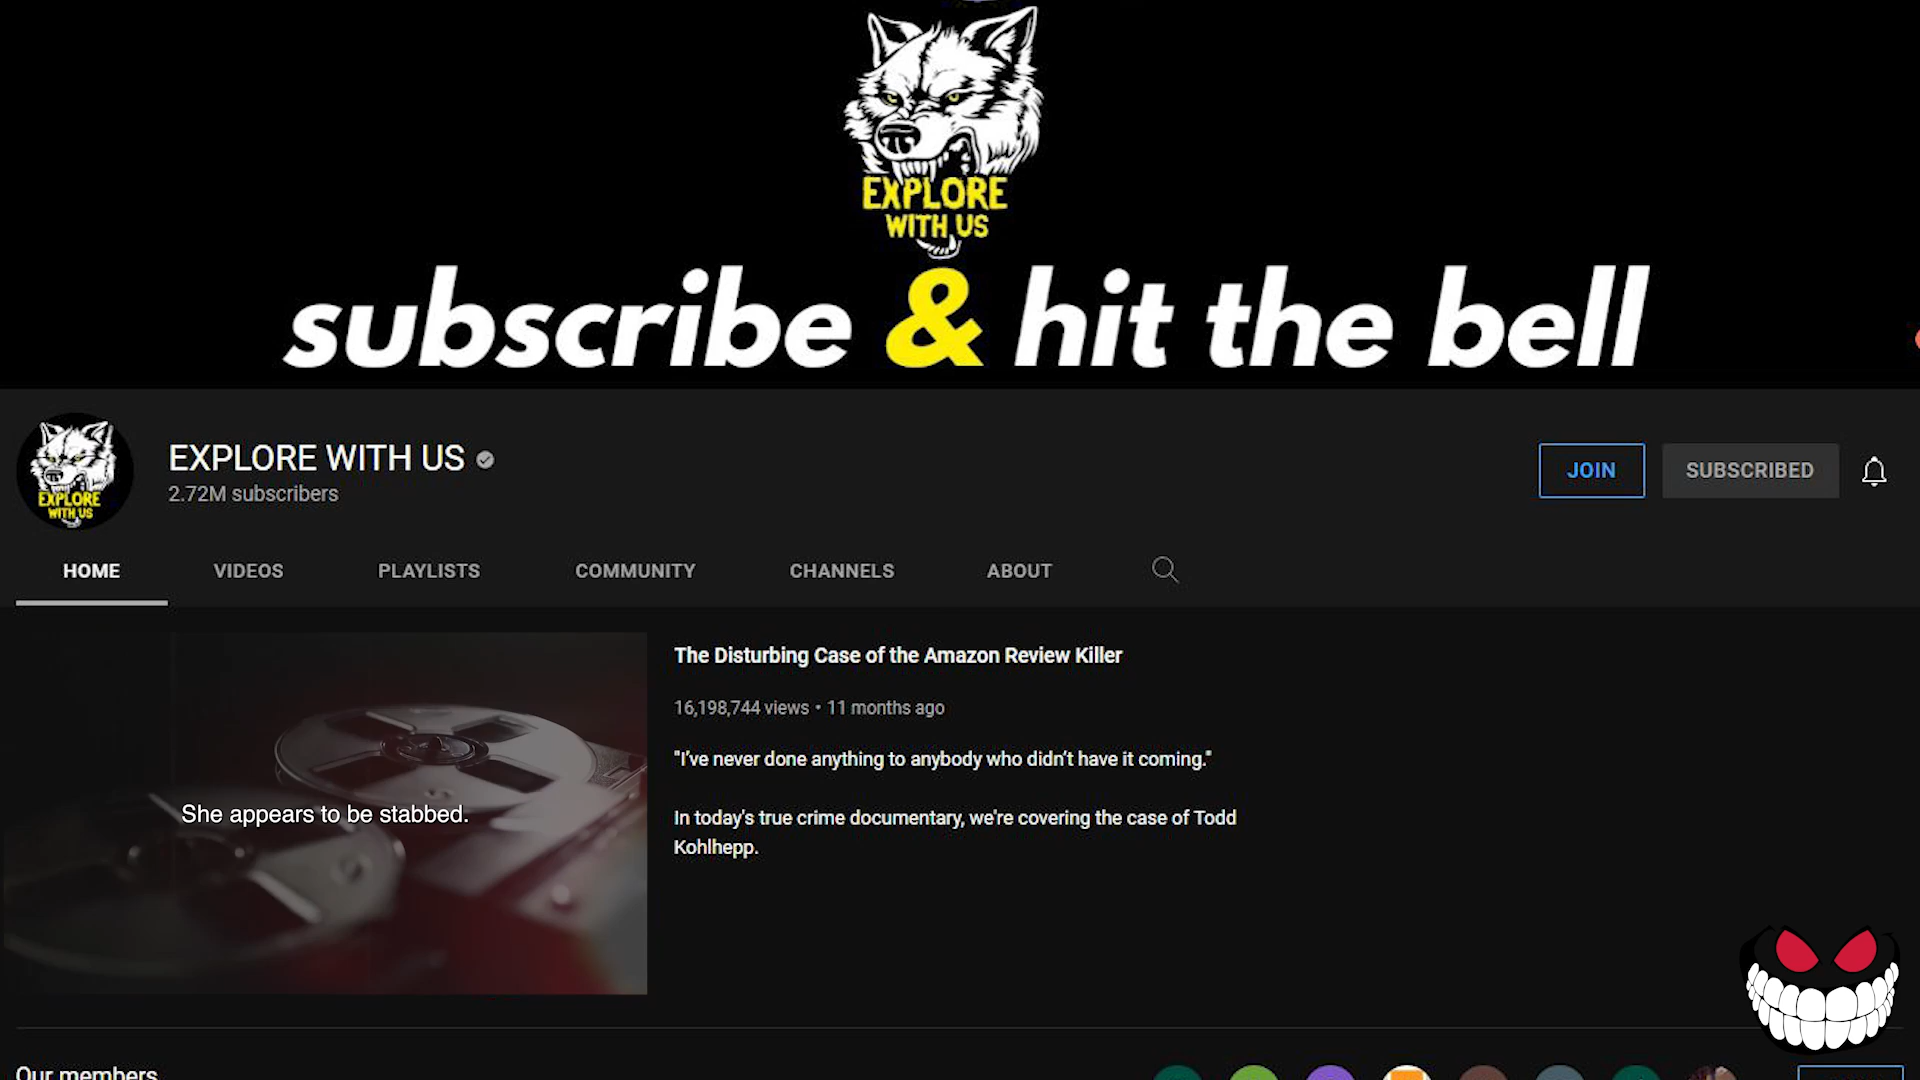 EXPLORE
WITH US
subscribe & hit the bell
EXPLORE
WITH US
EXPLORE WITH US
2.72M subscribers
JOIN
SUBSCRIBED
HOME
VIDEOS
PLAYLISTS
COMMUNITY
CHANNELS
ABOUT
She appears to be stabbed.
The Disturbing Case of the Amazon Review Killer
16,198,744 views • 11 months ago
"I've never done anything to anybody who didn't have it coming."
In today's true crime documentary, we're covering the case of Todd
Kohlhepp.
Our members